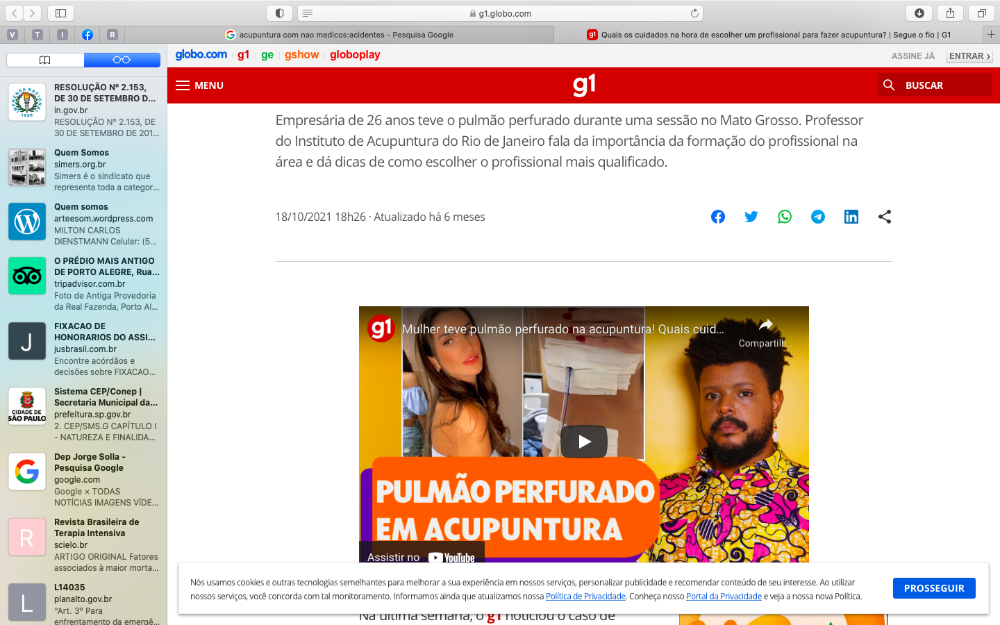 g1.globo.com
V
T
I
R
acupuntura com nao medicos:acidentes - Pesquisa Google
g1
Quais os cuidados na hora de escolher um profissional para fazer acupuntura? | Segue o fio | G1
globo.com
g1
ge
gshow
globoplay
ASSINE JÁ
ENTRAR ›
MENU
g1
BUSCAR
RESOLUÇÃO Nº 2.153,
DE 30 DE SETEMBRO D...
in.gov.br
RESOLUÇÃO Nº 2.153, DE
30 DE SETEMBRO DE 201...
Quem Somos
simers.org.br
Simers é o sindicato que
representa toda a categor...
Quem somos
arteesom.wordpress.com
MILTON CARLOS
DIENSTMANN Celular: (5...
O PRÉDIO MAIS ANTIGO
DE PORTO ALEGRE, Rua...
tripadvisor.com.br
Foto de Antiga Provedoria
da Real Fazenda, Porto Al...
J
FIXACAO DE
HONORARIOS DO ASSI...
jusbrasil.com.br
Encontre acórdãos e
decisões sobre FIXACAO...
CIDADE DE
SÃO PAULO
Sistema CEP/Conep |
Secretaria Municipal da...
prefeitura.sp.gov.br
2. CEP/SMS.G CAPÍTULO I
- NATUREZA E FINALIDA...
Dep Jorge Solla -
Pesquisa Google
google.com
Google × TODAS
NOTÍCIAS IMAGENS VÍDE...
R
Revista Brasileira de
Terapia Intensiva
scielo.br
ARTIGO ORIGINAL Fatores
associados à maior morta...
L
L14035
planalto.gov.br
“Art. 3º Para
enfrentamento da emergê...
Empresária de 26 anos teve o pulmão perfurado durante uma sessão no Mato Grosso. Professor
do Instituto de Acupuntura do Rio de Janeiro fala da importância da formação do profissional na
área e dá dicas de como escolher o profissional mais qualificado.
18/10/2021 18h26 · Atualizado há 6 meses
g1
Mulher teve pulmão perfurado na acupuntura! Quais cuid...
Compartilh...
PULMÃO PERFURADO
EM ACUPUNTURA
Assistir no YouTube
Nós usamos cookies e outras tecnologias semelhantes para melhorar a sua experiência em nossos serviços, personalizar publicidade e recomendar conteúdo de seu interesse. Ao utilizar
nossos serviços, você concorda com tal monitoramento. Informamos ainda que atualizamos nossa Política de Privacidade. Conheça nosso Portal da Privacidade e veja a nossa nova Política.
PROSSEGUIR
Na última semana, o g1 noticiou o caso de